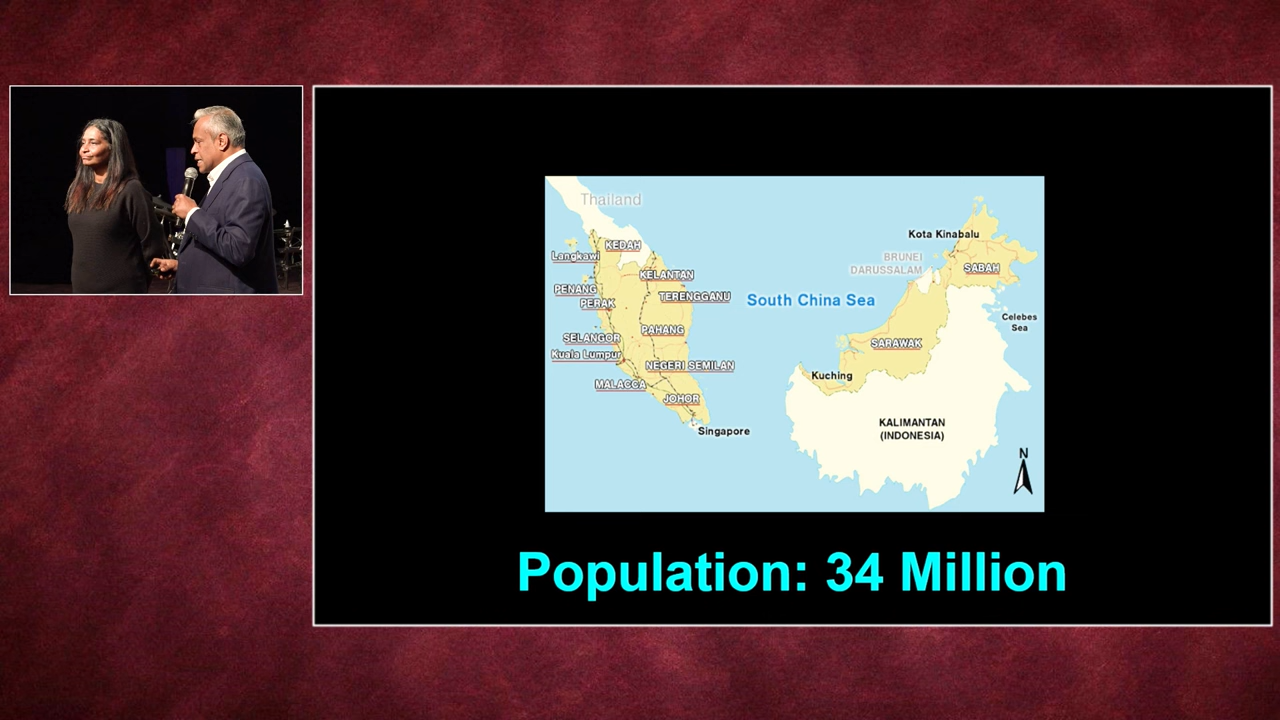 Thailand
KEDAH
Langkawi
KELANTAN
PENANG
TERENGGANU
PERAK
PAHANG
SELANGOR
Kuala Lumpur
NEGERI SEMILAN
MALACCA
JOHOR
Singapore
South China Sea
Kota Kinabalu
BRUNEI
DARUSSALAM
SABAH
Celebes
Sea
SARAWAK
Kuching
KALIMANTAN
(INDONESIA)
N
Population: 34 Million